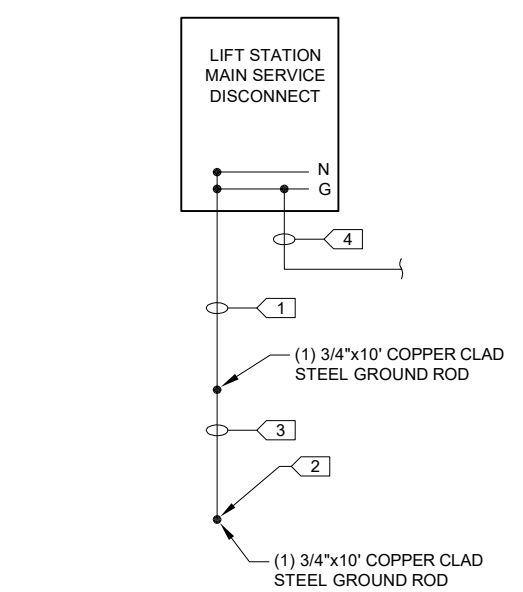 LIFT STATION
MAIN SERVICE
DISCONNECT
N
G
4
1
(1) 3/4"x10' COPPER CLAD
STEEL GROUND ROD
3
2
(1) 3/4"x10' COPPER CLAD
STEEL GROUND ROD